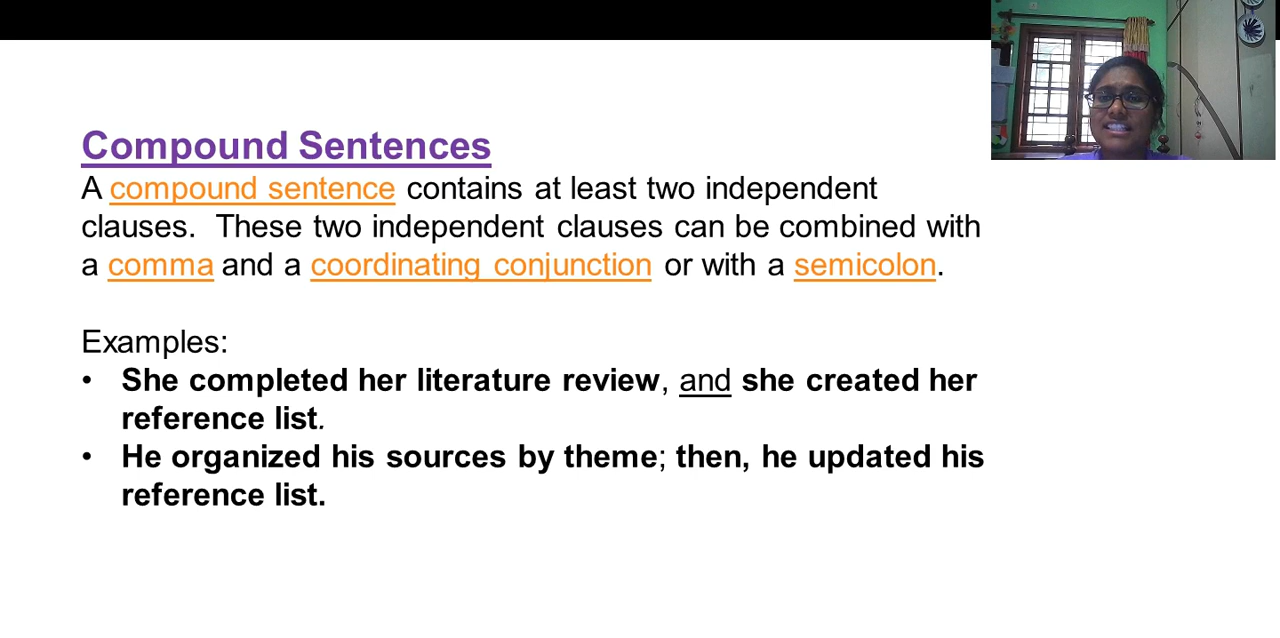 Compound Sentences
A compound sentence contains at least two independent
clauses.  These two independent clauses can be combined with
a comma and a coordinating conjunction or with a semicolon.
Examples:
• She completed her literature review, and she created her
reference list.
• He organized his sources by theme; then, he updated his
reference list.